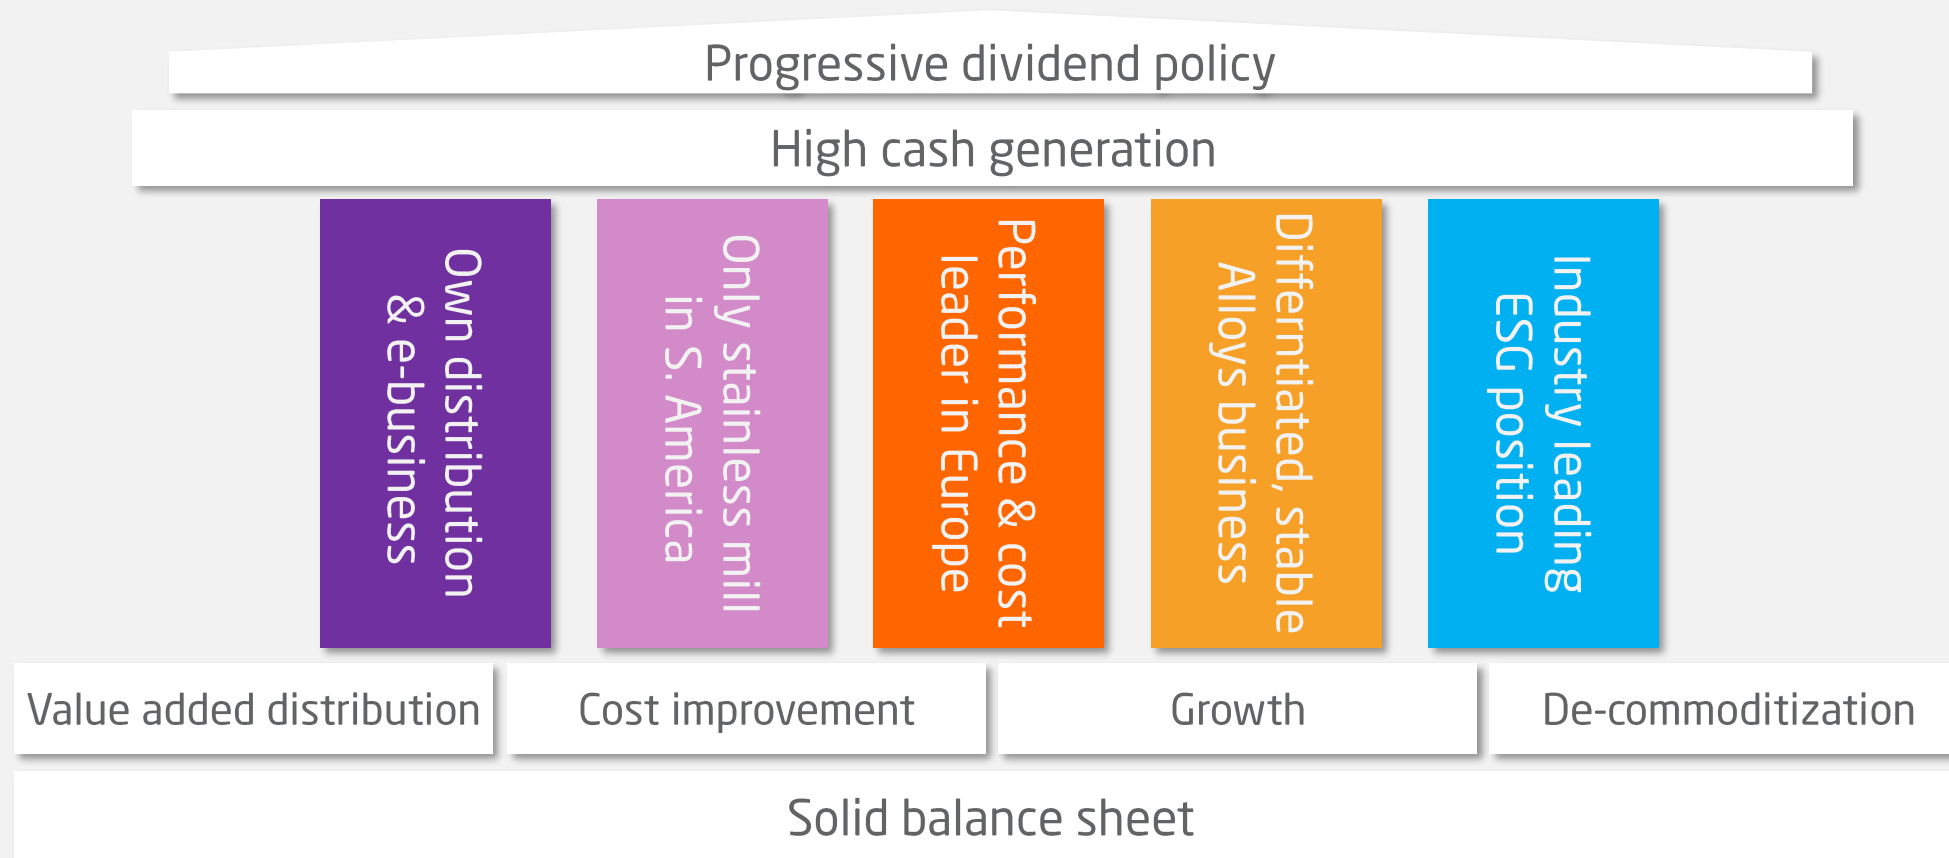 Progressive dividend policy
High cash generation
Own distribution
& e-business
Only stainless mill
in S. America
Performance & cost
leader in Europe
Differntiated, stable
Alloys business
Industry leading
ESG position
Value added distribution
Cost improvement
Growth
De-commoditization
Solid balance sheet